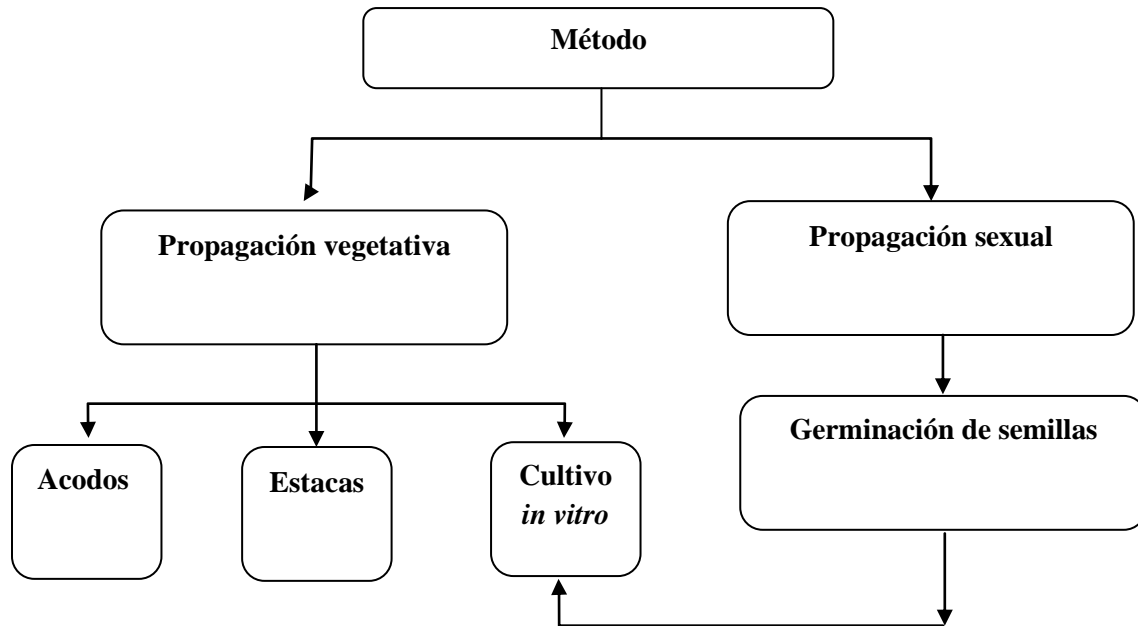 Método
Propagación vegetativa
Propagación sexual
Germinación de semillas
Acodos
Estacas
Cultivo
in vitro